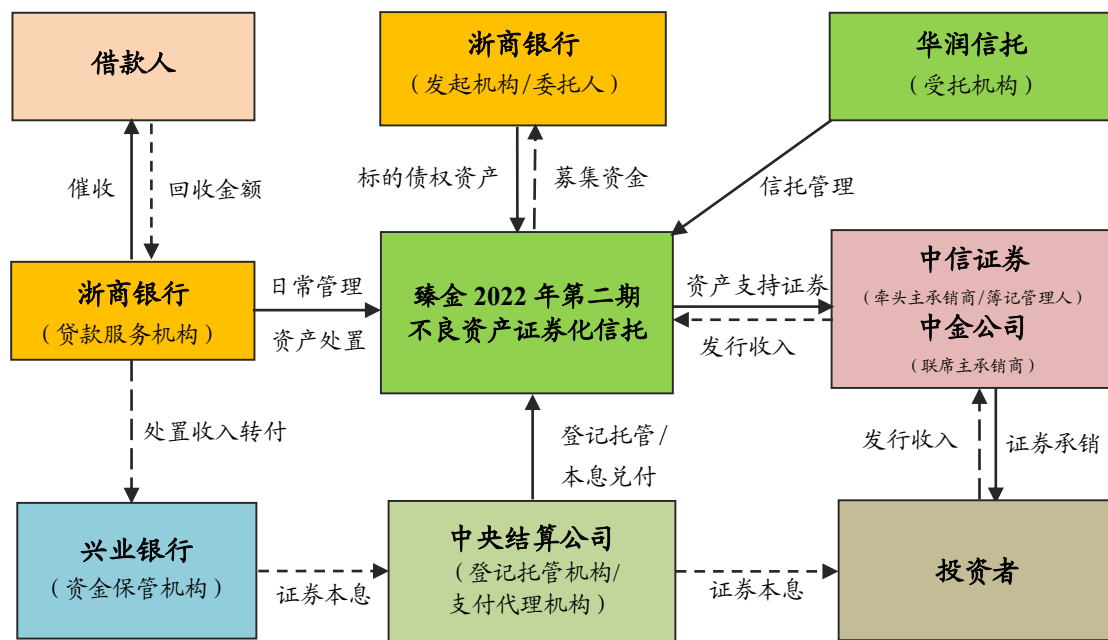 借款人
浙商银行
（发起机构/委托人）
华润信托
（受托机构）
催收
回收金额
标的债权资产
募集资金
信托管理
浙商银行
（贷款服务机构）
日常管理
资产处置
臻金 2022 年第二期
不良资产证券化信托
资产支持证券
发行收入
中信证券
（牵头主承销商/簿记管理人）
中金公司
（联席主承销商）
处置收入转付
登记托管/
本息兑付
发行收入
证券承销
兴业银行
（资金保管机构）
证券本息
中央结算公司
（登记托管机构/
支付代理机构）
证券本息
投资者